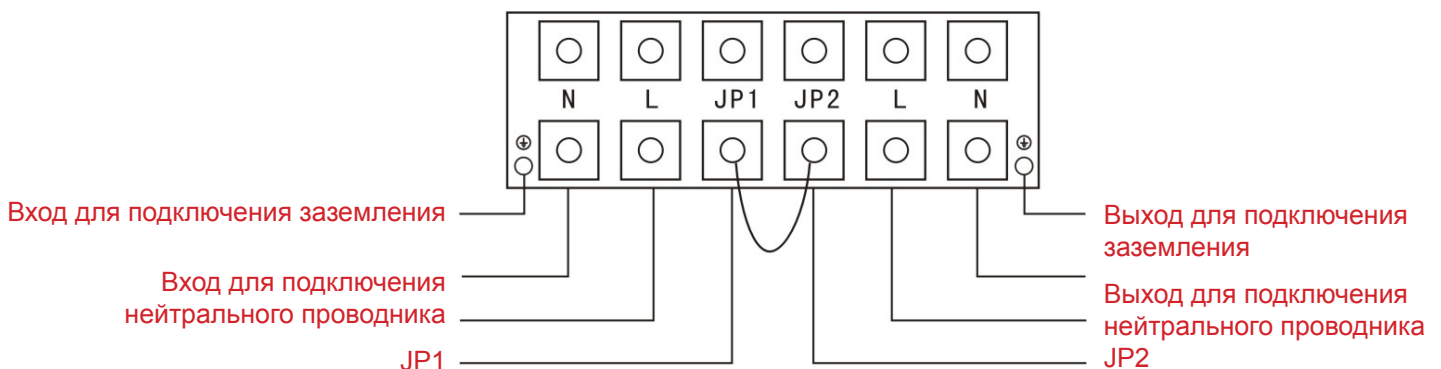 N L JP1 JP2 L N
Вход для подключения заземления
Вход для подключения
нейтрального проводника
JP1
Выход для подключения
заземления
Выход для подключения
нейтрального проводника
JP2